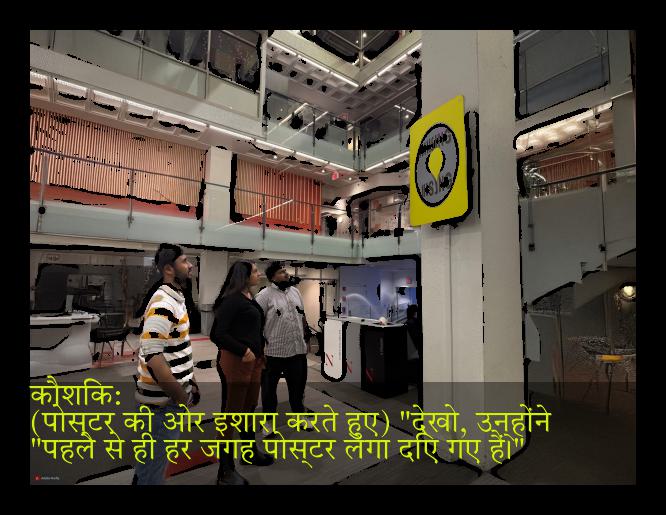 कौशिक:
(पोस्टर की ओर इशारा करते हुए) "देखो, उन्होंने
"पहले से ही हर जगह पोस्टर लगा दिए गए हैं।"